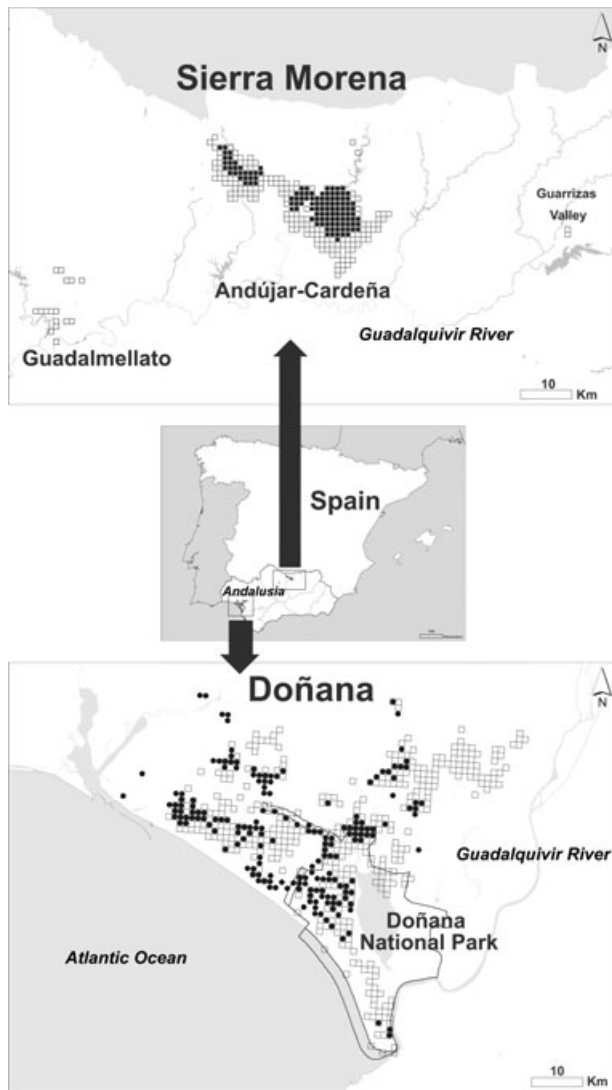 N
Sierra Morena
Guarrizas
Valley
Andújar-Cardeña
Guadalquivir River
Guadalmellato
10
Km
Spain
Andalusia
Doñana
N
Guadalquivir River
Doñana
National Park
Atlantic Ocean
10
Km